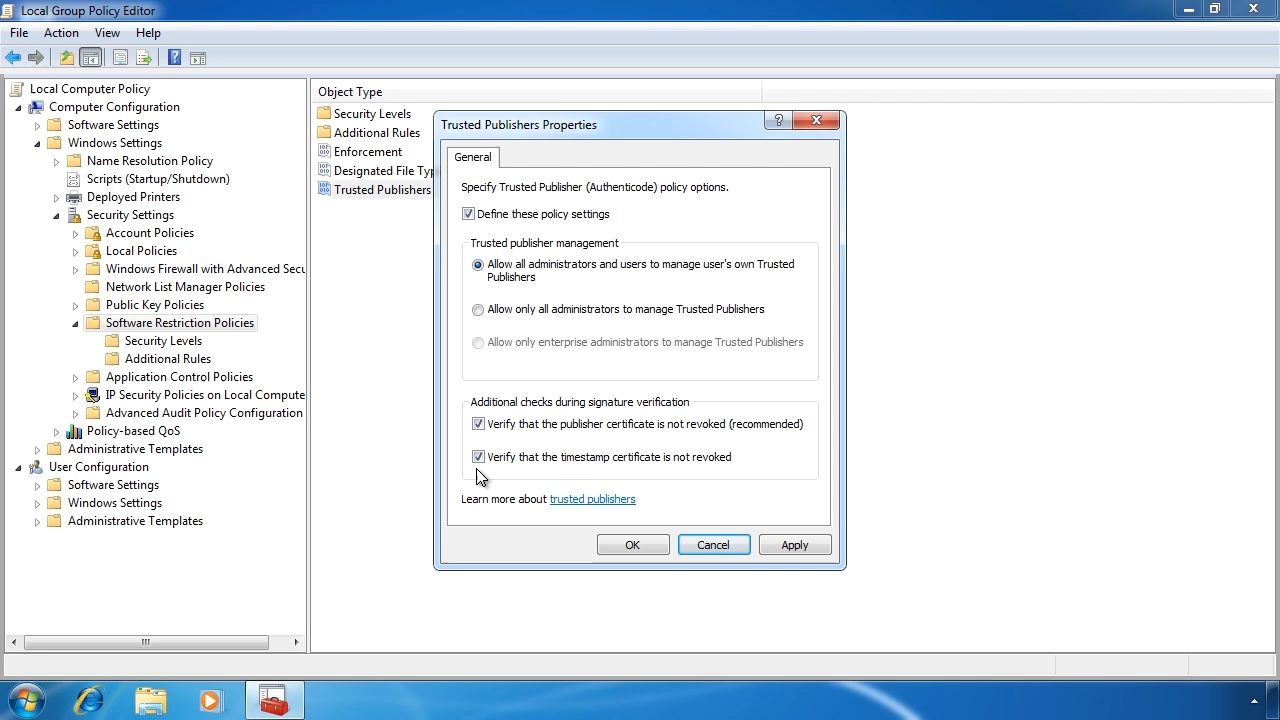 Local Group Policy Editor
File Action View Help
Local Computer Policy
Computer Configuration
Software Settings
Windows Settings
Name Resolution Policy
Scripts (Startup/Shutdown)
Deployed Printers
Security Settings
Account Policies
Local Policies
Windows Firewall with Advanced Secu
Network List Manager Policies
Public Key Policies
Software Restriction Policies
Security Levels
Additional Rules
Application Control Policies
IP Security Policies on Local Compute
Advanced Audit Policy Configuration
Policy-based QoS
Administrative Templates
User Configuration
Software Settings
Windows Settings
Administrative Templates
Object Type
Security Levels
Additional Rules
Enforcement
Designated File Typ
Trusted Publishers
Trusted Publishers Properties
General
Specify Trusted Publisher (Authenticode) policy options.
Define these policy settings
Trusted publisher management
Allow all administrators and users to manage user's own Trusted
Publishers
Allow only all administrators to manage Trusted Publishers
Allow only enterprise administrators to manage Trusted Publishers
Additional checks during signature verification
Verify that the publisher certificate is not revoked (recommended)
Verify that the timestamp certificate is not revoked
Learn more about trusted publishers
OK Cancel Apply